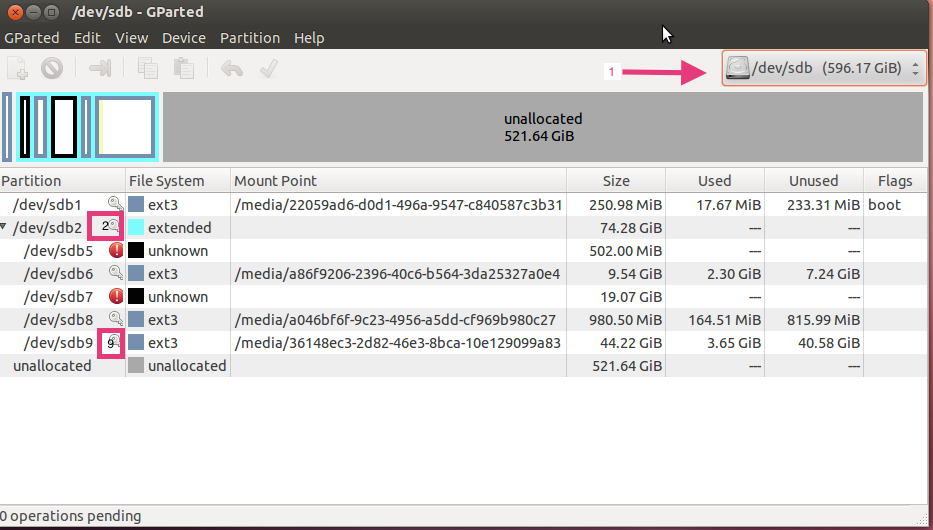 /dev/sdb - GParted
GParted Edit View Device Partition Help
1 /dev/sdb (596.17 GiB)
unallocated
521.64 GiB
Partition File System Mount Point Size Used Unused Flags
/dev/sdb1 ext3 /media/22059ad6-d0d1-496a-9547-c840587c3b31 250.98 MiB 17.67 MiB 233.31 MiB boot
/dev/sdb2 2 extended 74.28 GiB --- ---
/dev/sdb5 unknown 502.00 MiB --- ---
/dev/sdb6 ext3 /media/a86f9206-2396-40c6-b564-3da25327a0e4 9.54 GiB 2.30 GiB 7.24 GiB
/dev/sdb7 unknown 19.07 GiB --- ---
/dev/sdb8 ext3 /media/a046bf6f-9c23-4956-a5dd-cf969b980c27 980.50 MiB 164.51 MiB 815.99 MiB
/dev/sdb9 9 ext3 /media/36148ec3-2d82-46e3-8bca-10e129099a83 44.22 GiB 3.65 GiB 40.58 GiB
unallocated unallocated 521.64 GiB --- ---
0 operations pending